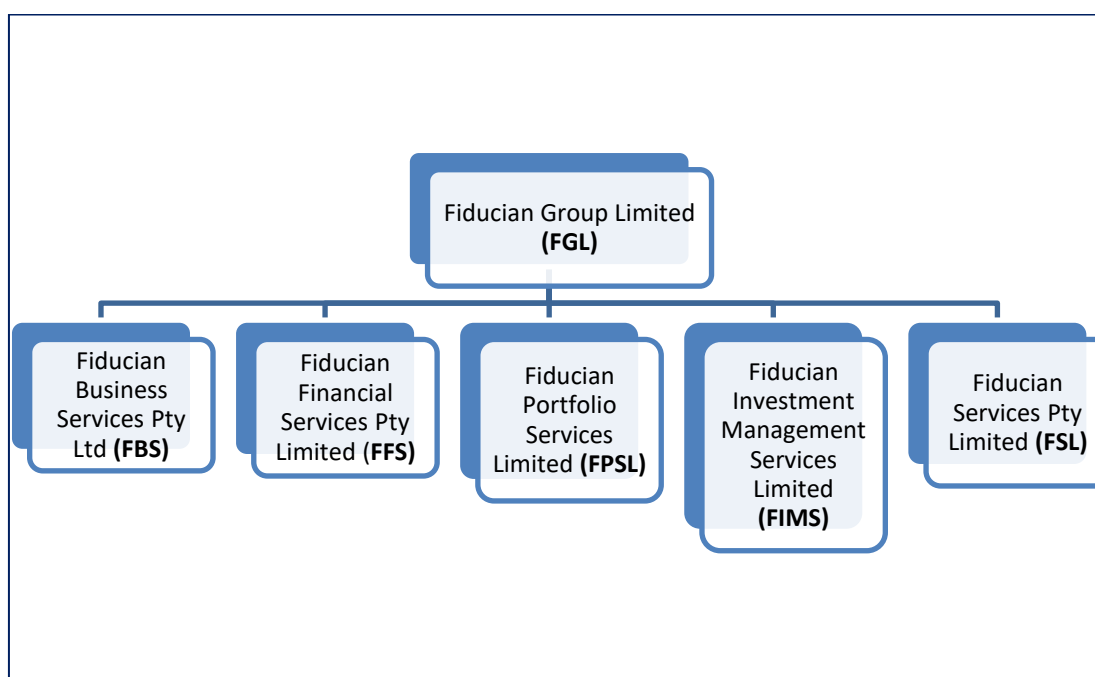 Fiducian Group Limited
(FGL)
Fiducian
Business
Services Pty
Ltd (FBS)
Fiducian
Financial
Services Pty
Limited (FFS)
Fiducian
Portfolio
Services
Limited (FPSL)
Fiducian
Investment
Management
Services
Limited
(FIMS)
Fiducian
Services Pty
Limited (FSL)